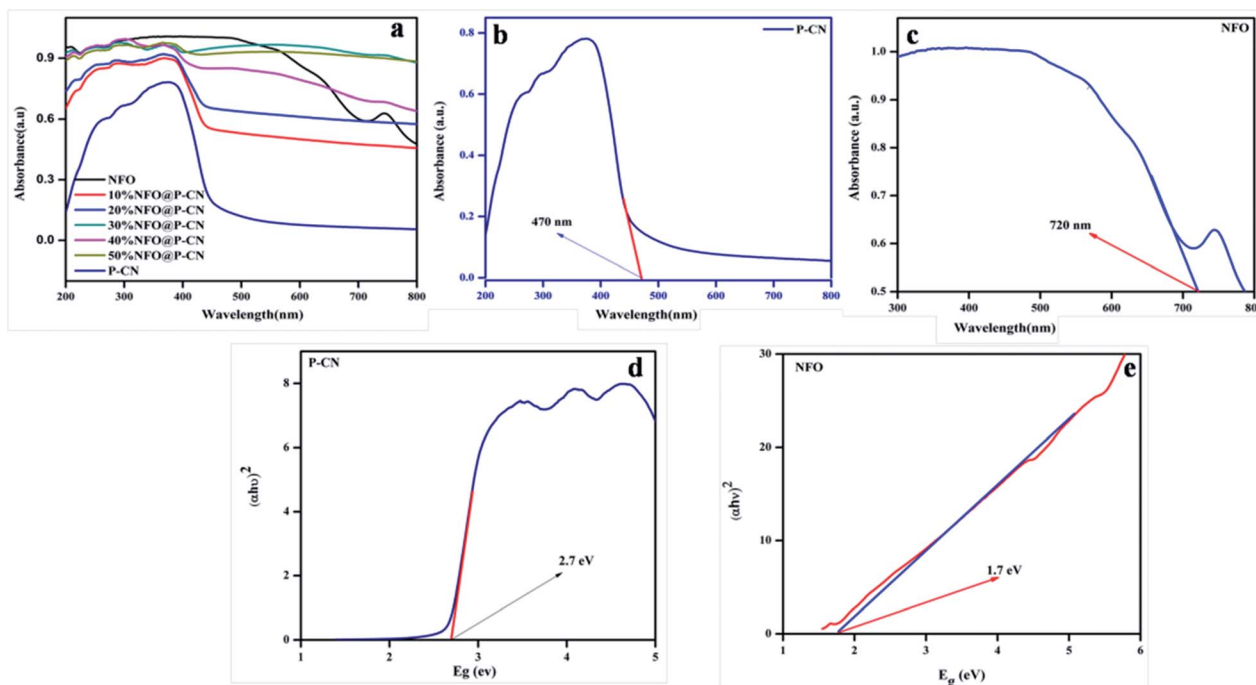 a
Absorbance(a.u)
0.9
0.6
0.3
0.0
NFO
10%NFO@P-CN
20%NFO@P-CN
30%NFO@P-CN
40%NFO@P-CN
50%NFO@P-CN
P-CN
200 300 400 500 600 700 800
Wavelength(nm)
b
P-CN
Absorbance (a.u.)
0.8
0.6
0.4
0.2
0.0
470 nm
200 300 400 500 600 700 800
Wavelength(nm)
NFO
c
Absorbance (a.u.)
1.0
0.9
0.8
0.7
0.6
0.5
720 nm
300 400 500 600 700 800
Wavelength(nm)
P-CN
d
(αhυ)²
8
6
4
2
0
2.7 eV
1 2 3 4 5
Eg (ev)
NFO
e
(αhν)²
30
20
10
0
1.7 eV
1 2 3 4 5 6
E_g (eV)